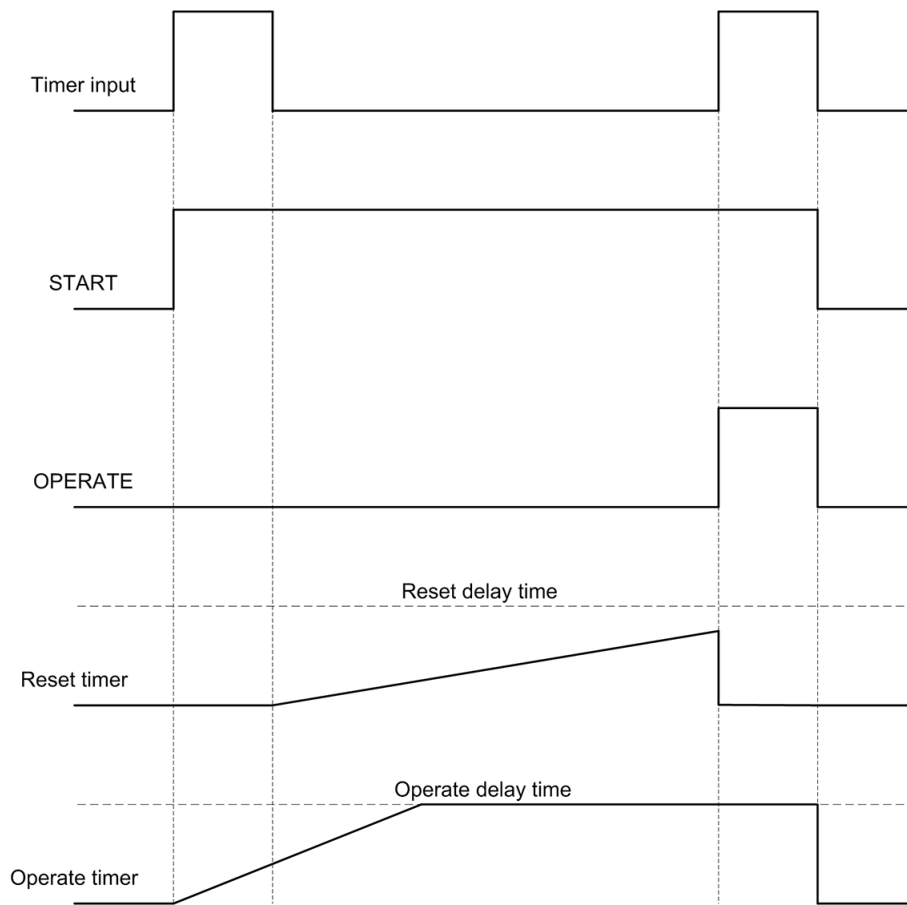 Timer input
START
OPERATE
Reset delay time
Reset timer
Operate delay time
Operate timer